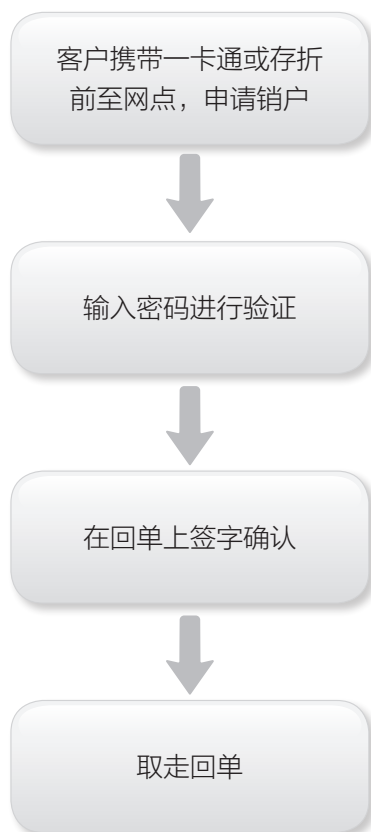 客户携带一卡通或存折
前至网点，申请销户
输入密码进行验证
在回单上签字确认
取走回单